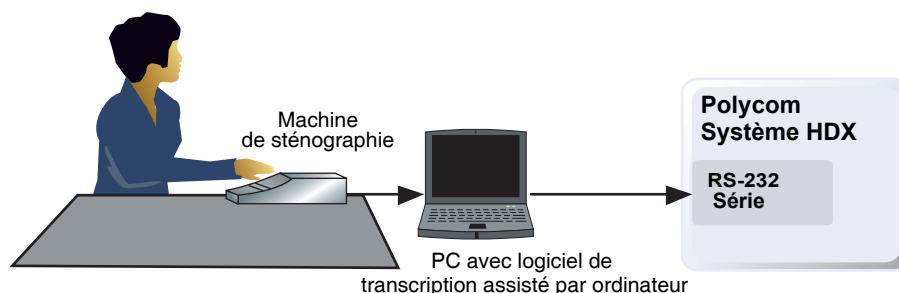 Machine
de sténographie
Polycom
Système HDX
RS-232
Série
PC avec logiciel de
transcription assisté par ordinateur